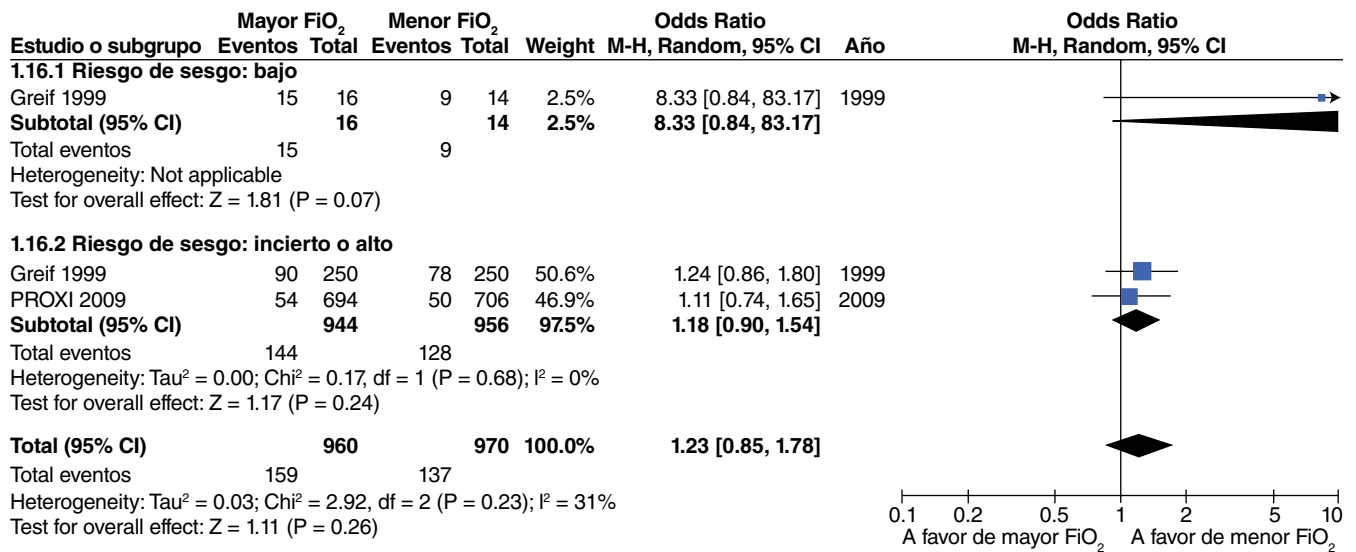 Mayor FiO2 Menor FiO2 Odds Ratio Odds Ratio
Estudio o subgrupo Eventos Total Eventos Total Weight M-H, Random, 95% CI Año M-H, Random, 95% CI
1.16.1 Riesgo de sesgo: bajo
Greif 1999 15 16 9 14 2.5% 8.33 [0.84, 83.17] 1999
Subtotal (95% CI) 16 14 2.5% 8.33 [0.84, 83.17]
Total eventos 15 9
Heterogeneity: Not applicable
Test for overall effect: Z = 1.81 (P = 0.07)
1.16.2 Riesgo de sesgo: incierto o alto
Greif 1999 90 250 78 250 50.6% 1.24 [0.86, 1.80] 1999
PROXI 2009 54 694 50 706 46.9% 1.11 [0.74, 1.65] 2009
Subtotal (95% CI) 944 956 97.5% 1.18 [0.90, 1.54]
Total eventos 144 128
Heterogeneity: Tau² = 0.00; Chi² = 0.17, df = 1 (P = 0.68); I² = 0%
Test for overall effect: Z = 1.17 (P = 0.24)
Total (95% CI) 960 970 100.0% 1.23 [0.85, 1.78]
Total eventos 159 137
Heterogeneity: Tau² = 0.03; Chi² = 2.92, df = 2 (P = 0.23); I² = 31%
Test for overall effect: Z = 1.11 (P = 0.26)
0.1 0.2 0.5 1 2 5 10
A favor de mayor FiO2 A favor de menor FiO2